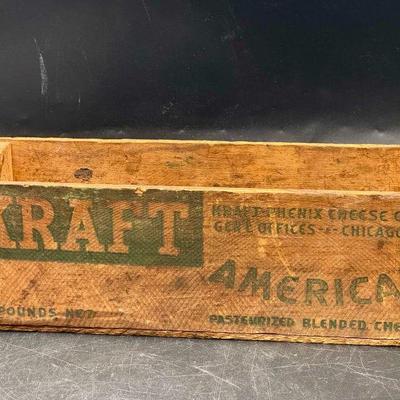 KRAFT
KRAFT-PHENIX CHEESE C
GEN'L OFFICES -- CHICAGO
AMERICA
POUNDS NET
PASTEURIZED BLENDED CHE